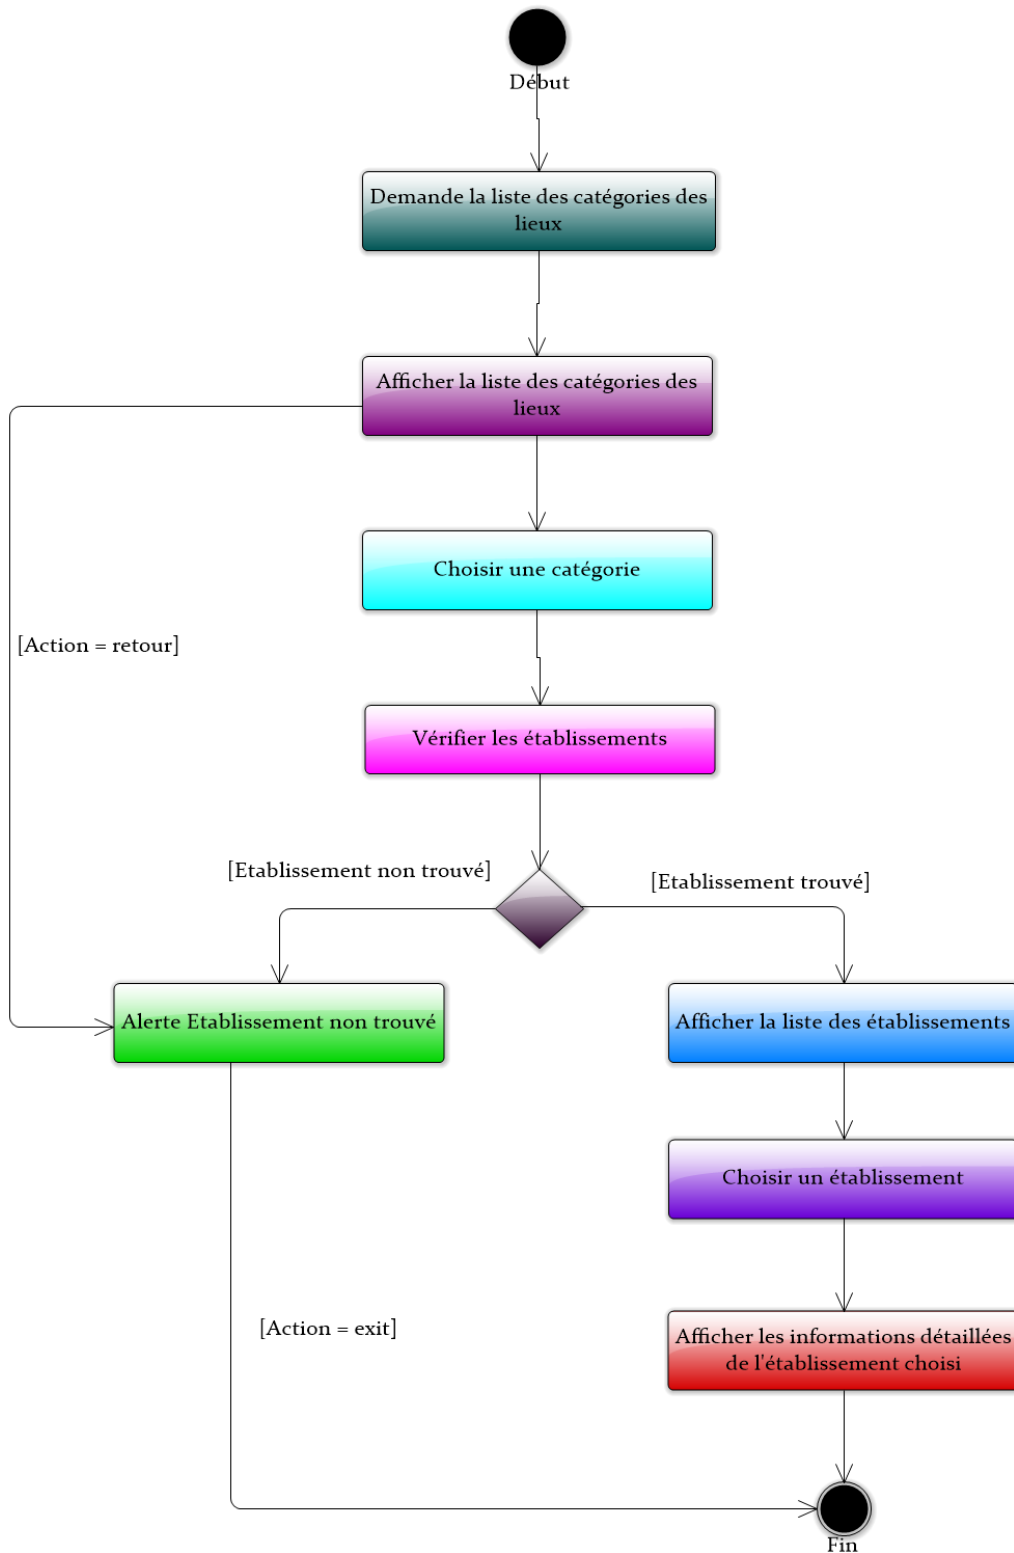 Début
Demande la liste des catégories des
lieux
Afficher la liste des catégories des
lieux
Choisir une catégorie
[Action = retour]
Vérifier les établissements
[Etablissement non trouvé]
[Etablissement trouvé]
Alerte Etablissement non trouvé
Afficher la liste des établissements
Choisir un établissement
[Action = exit]
Afficher les informations détaillées
de l'établissement choisi
Fin